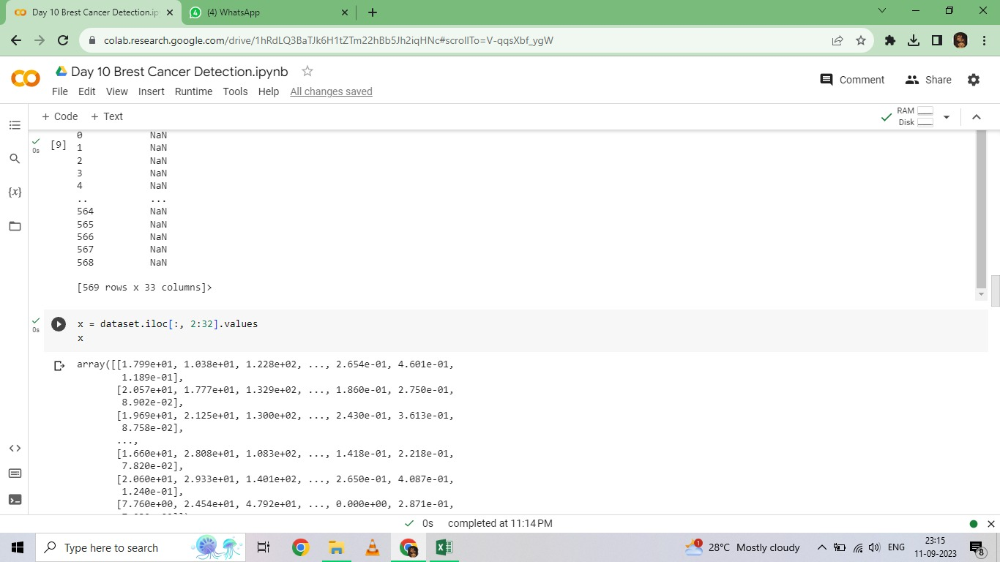 Day 10 Brest Cancer Detection.ip
(4) WhatsApp
colab.research.google.com/drive/1hRdLQ3BaTJk6H1tZTm22hBb5Jh2iqHNc#scrollTo=V-qqsXbf_ygW
Day 10 Brest Cancer Detection.ipynb
Comment
Share
File Edit View Insert Runtime Tools Help All changes saved
+ Code + Text
RAM
Disk
0 NaN
[9]
0s
1 NaN
2 NaN
3 NaN
4 NaN
.. ...
564 NaN
565 NaN
566 NaN
567 NaN
568 NaN
[569 rows x 33 columns]>
0s
x = dataset.iloc[:, 2:32].values
x
array([[1.799e+01, 1.038e+01, 1.228e+02, ..., 2.654e-01, 4.601e-01,
1.189e-01],
[2.057e+01, 1.777e+01, 1.329e+02, ..., 1.860e-01, 2.750e-01,
8.902e-02],
[1.969e+01, 2.125e+01, 1.300e+02, ..., 2.430e-01, 3.613e-01,
8.758e-02],
...,
[1.660e+01, 2.808e+01, 1.083e+02, ..., 1.418e-01, 2.218e-01,
7.820e-02],
[2.060e+01, 2.933e+01, 1.401e+02, ..., 2.650e-01, 4.087e-01,
1.240e-01],
[7.760e+00, 2.454e+01, 4.792e+01, ..., 0.000e+00, 2.871e-01,
0s completed at 11:14 PM
Type here to search
1
28°C Mostly cloudy
ENG
23:15
11-09-2023
8